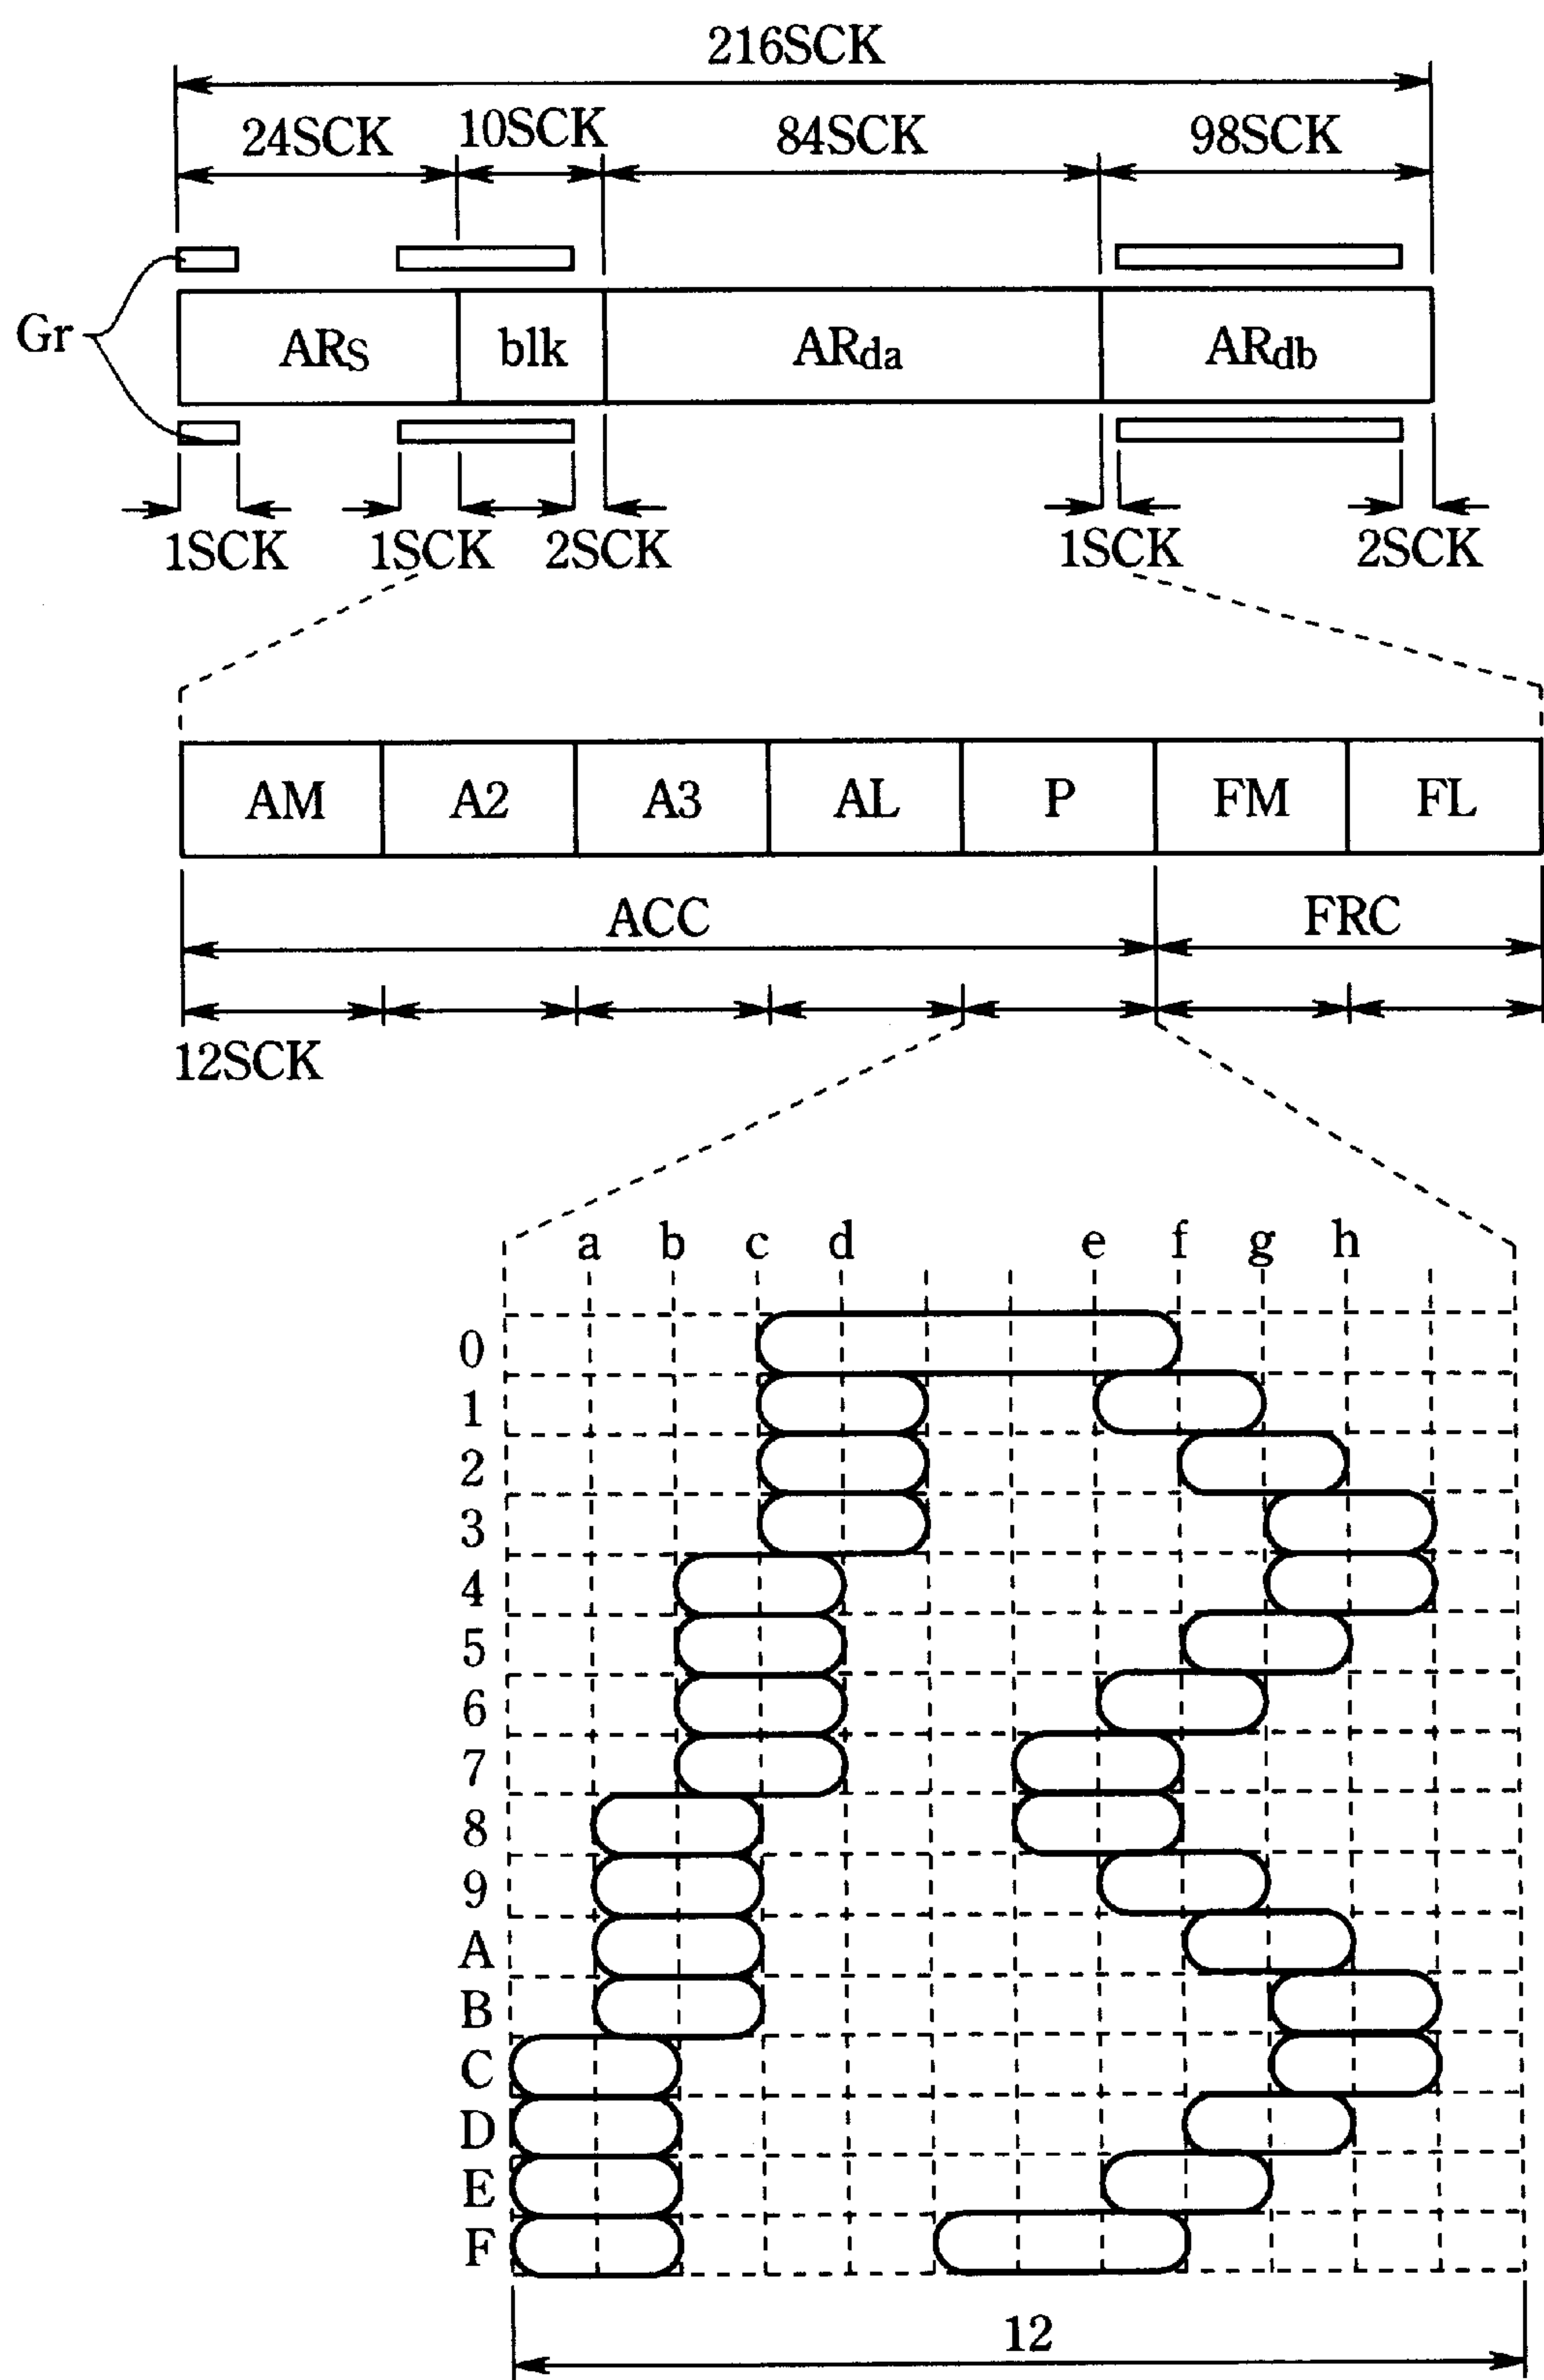 216SCK
24SCK 10SCK 84SCK 98SCK
Gr
ARS blk ARda ARdb
1SCK 1SCK 2SCK 1SCK 2SCK
AM A2 A3 AL P FM FL
ACC FRC
12SCK
a b c d e f g h
0
1
2
3
4
5
6
7
8
9
A
B
C
D
E
F
12